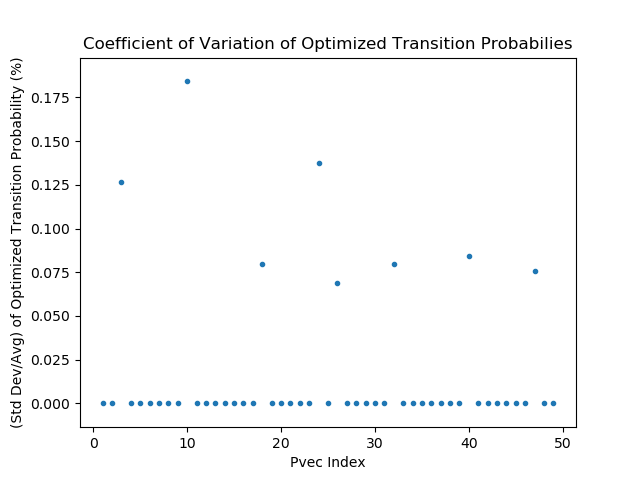 Coefficient of Variation of Optimized Transition Probabilies
(Std Dev/Avg) of Optimized Transition Probability (%)
0.175
0.150
0.125
0.100
0.075
0.050
0.025
0.000
0 10 20 30 40 50
Pvec Index